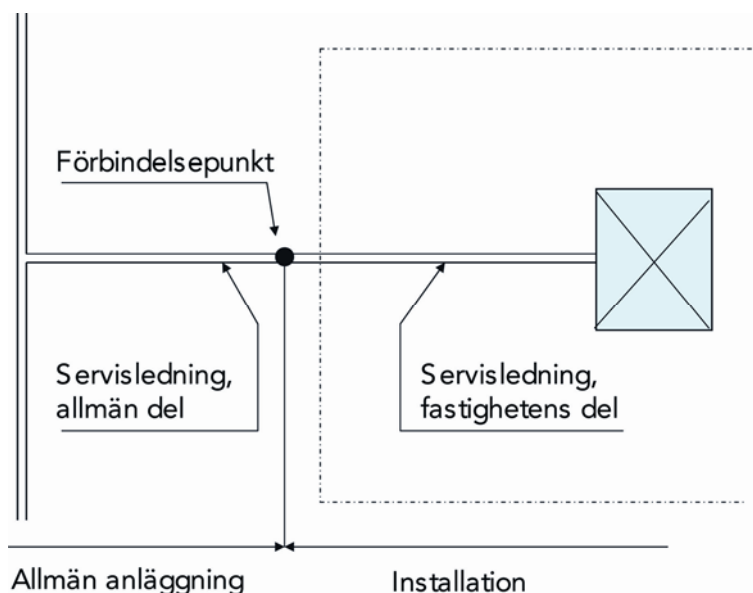 Förbindelsepunkt
Servisledning,
allmän del
Servisledning,
fastighetens del
Allmän anläggning
Installation